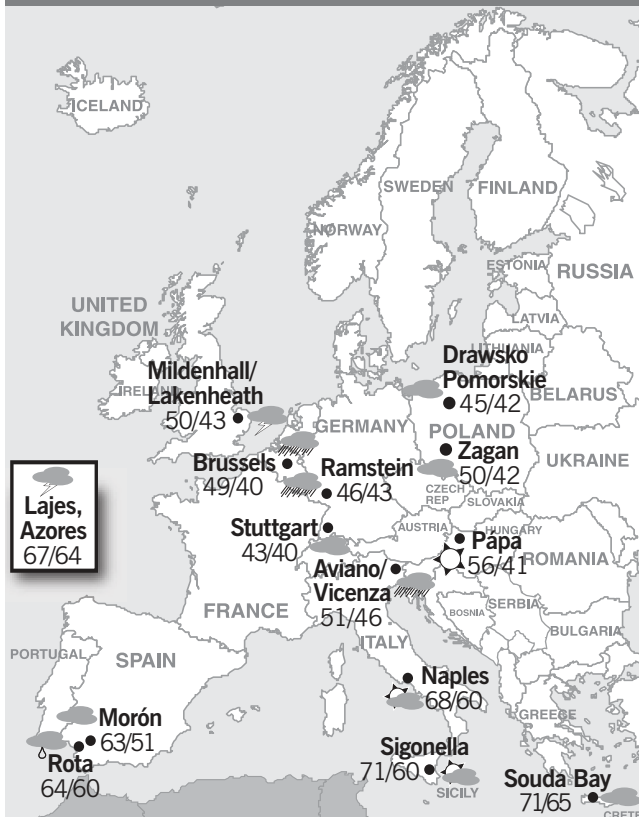 ICELAND
SWEDEN
FINLAND
NORWAY
ESTONIA
RUSSIA
LATVIA
LITHUANIA
UNITED
KINGDOM
IRELAND
Mildenhall/
Lakenheath
50/43
Drawsko
Pomorskie
45/42
BELARUS
GERMANY
POLAND
Zagan
50/42
UKRAINE
Brussels
49/40
Ramstein
46/43
CZECH
REP
SLOVAKIA
Lajes,
Azores
67/64
Stuttgart
43/40
AUSTRIA
HUNGARY
Pápa
56/41
ROMANIA
Aviano/
Vicenza
51/46
FRANCE
BOSNIA
SERBIA
BULGARIA
ITALY
PORTUGAL
SPAIN
Naples
68/60
GREECE
Morón
63/51
Rota
64/60
Sigonella
71/60
SICILY
Souda Bay
71/65
CRETE